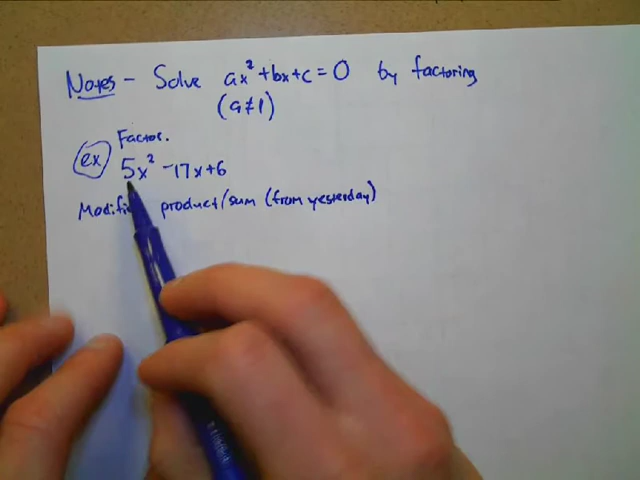 Notes - Solve ax²+bx+c=0 by factoring
(a≠1)
Factor.
ex 5x² -17x+6
product/sum (from yesterday)